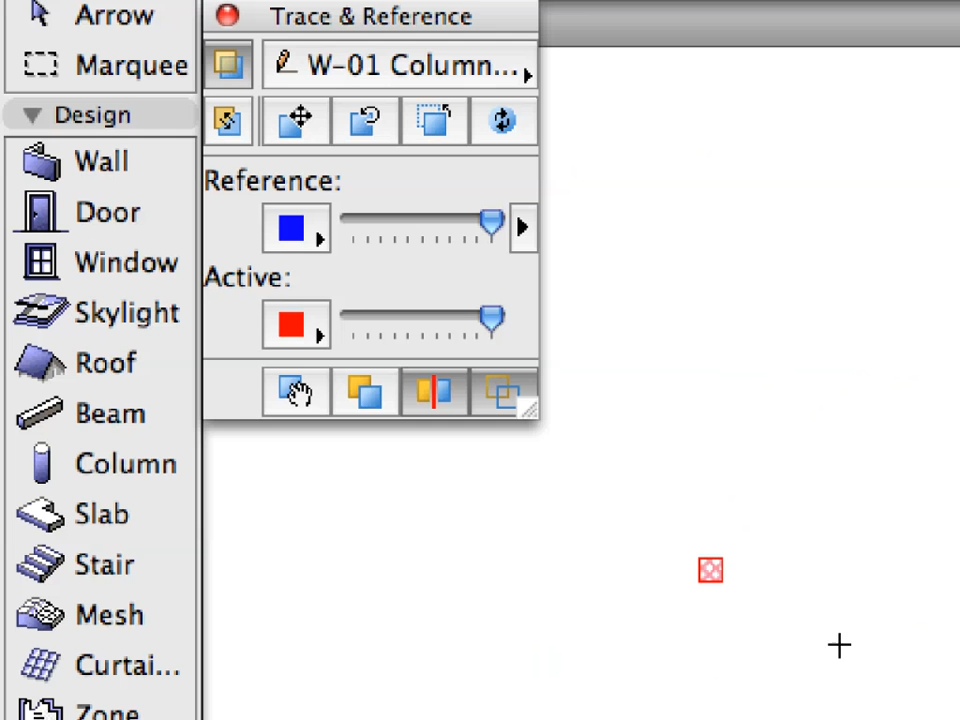 Arrow
Marquee
Design
Wall
Door
Window
Skylight
Roof
Beam
Column
Slab
Stair
Mesh
Curtai...
Zone
Trace & Reference
W-01 Column...
Reference:
Active: